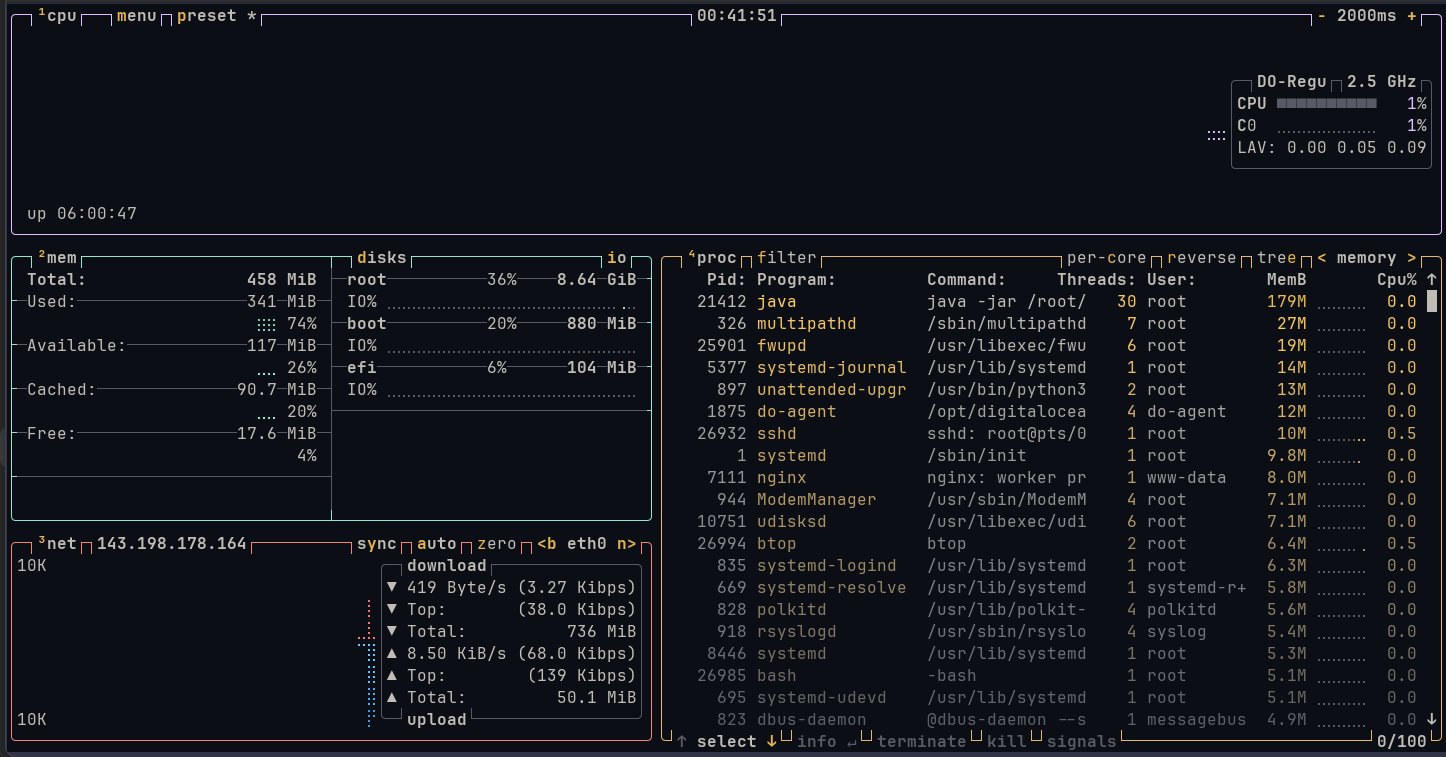 ¹cpu menu preset * 00:41:51 - 2000ms +
DO-Regu 2.5 GHz
CPU 1%
C0 1%
LAV: 0.00 0.05 0.09
up 06:00:47
²mem
Total: 458 MiB
Used: 341 MiB
74%
Available: 117 MiB
26%
Cached: 90.7 MiB
20%
Free: 17.6 MiB
4%
disks io
root 36% 8.64 GiB
IO%
boot 20% 880 MiB
IO%
efi 6% 104 MiB
IO%
³net 143.198.178.164 sync auto zero <b eth0 n>
10K
download
▼ 419 Byte/s (3.27 Kibps)
▼ Top: (38.0 Kibps)
▼ Total: 736 MiB
▲ 8.50 KiB/s (68.0 Kibps)
▲ Top: (139 Kibps)
▲ Total: 50.1 MiB
10K
upload
⁴proc filter per-core reverse tree < memory >
Pid: Program: Command: Threads: User: MemB Cpu% ↑
21412 java java -jar /root/ 30 root 179M 0.0
326 multipathd /sbin/multipathd 7 root 27M 0.0
25901 fwupd /usr/libexec/fwu 6 root 19M 0.0
5377 systemd-journal /usr/lib/systemd 1 root 14M 0.0
897 unattended-upgr /usr/bin/python3 2 root 13M 0.0
1875 do-agent /opt/digitalocea 4 do-agent 12M 0.0
26932 sshd sshd: root@pts/0 1 root 10M 0.5
1 systemd /sbin/init 1 root 9.8M 0.0
7111 nginx nginx: worker pr 1 www-data 8.0M 0.0
944 ModemManager /usr/sbin/ModemM 4 root 7.1M 0.0
10751 udisksd /usr/libexec/udi 6 root 7.1M 0.0
26994 btop btop 2 root 6.4M 0.5
835 systemd-logind /usr/lib/systemd 1 root 6.3M 0.0
669 systemd-resolve /usr/lib/systemd 1 systemd-r+ 5.8M 0.0
828 polkitd /usr/lib/polkit- 4 polkitd 5.6M 0.0
918 rsyslogd /usr/sbin/rsyslo 4 syslog 5.4M 0.0
8446 systemd /usr/lib/systemd 1 root 5.3M 0.0
26985 bash -bash 1 root 5.1M 0.0
695 systemd-udevd /usr/lib/systemd 1 root 5.1M 0.0
823 dbus-daemon @dbus-daemon --s 1 messagebus 4.9M 0.0 ↓
↑ select ↓ info ↵ terminate kill signals 0/100